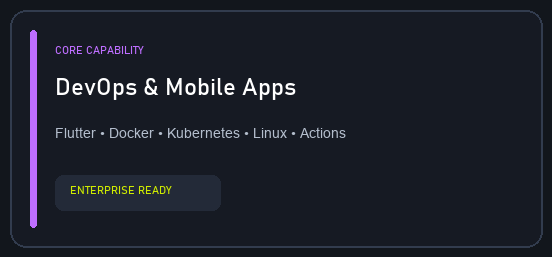 CORE CAPABILITY
DevOps & Mobile Apps
Flutter • Docker • Kubernetes • Linux • Actions
ENTERPRISE READY